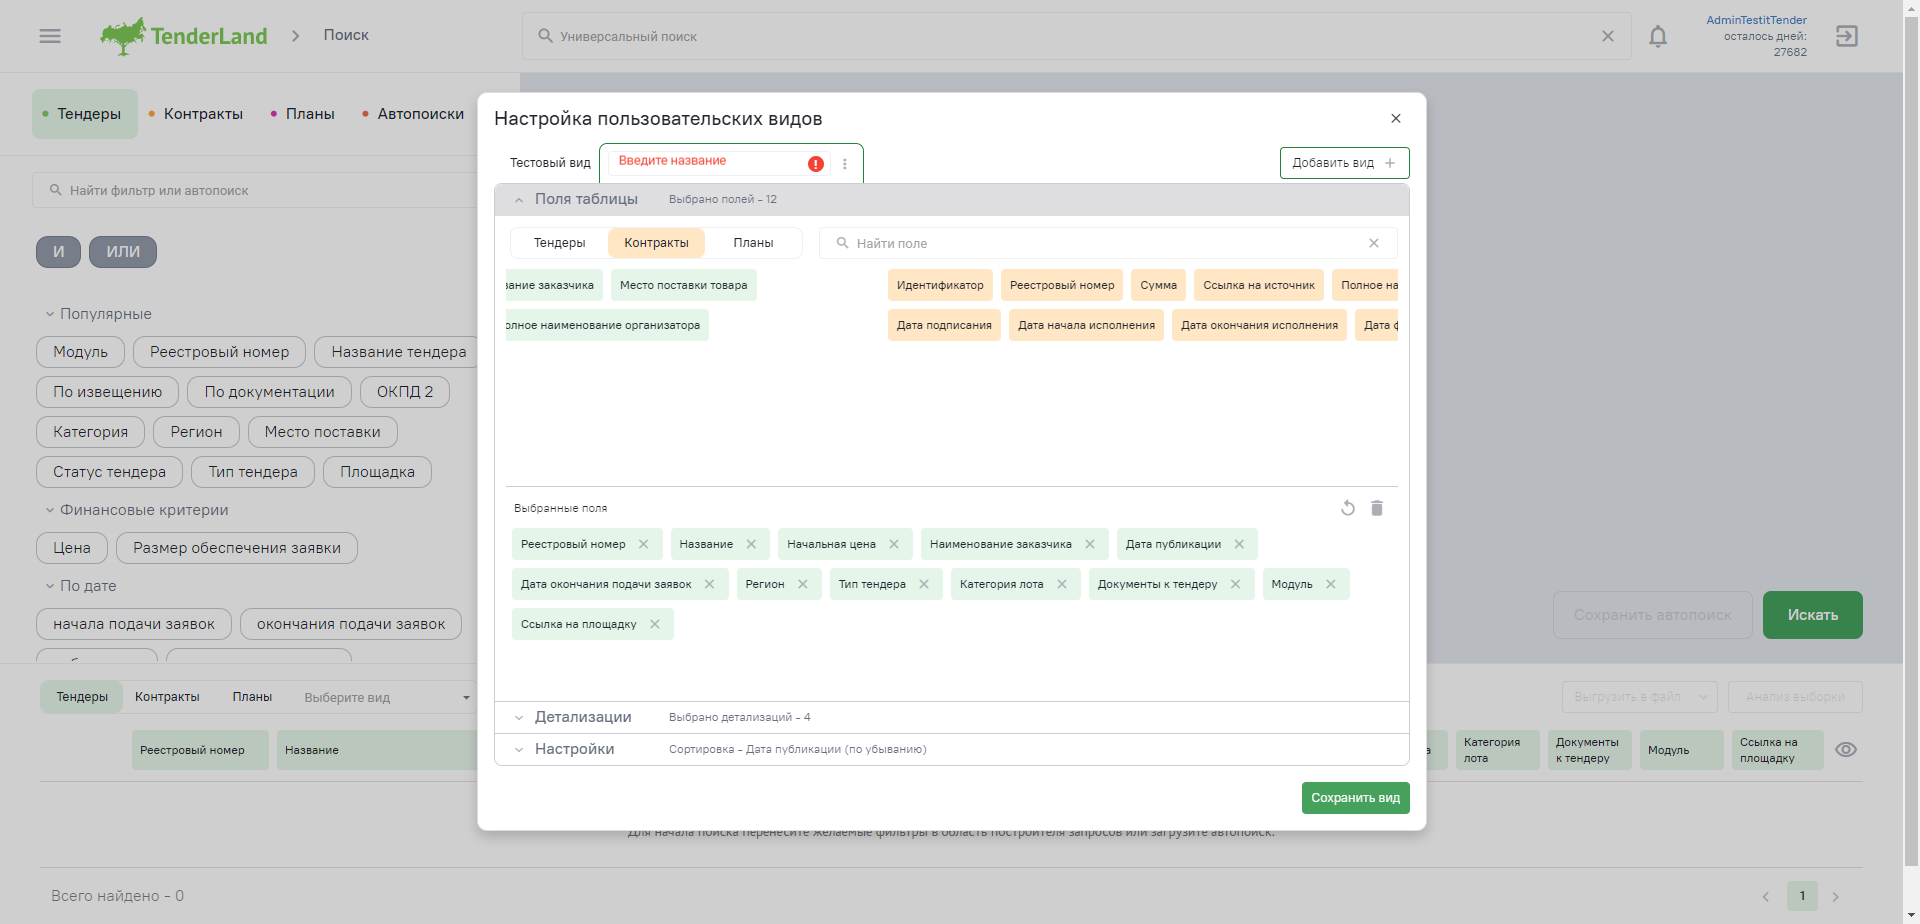 TenderLand
Поиск
Универсальный поиск
AdminTestitTender
осталось дней:
27682
Тендеры
Контракты
Планы
Автопоиски
Найти фильтр или автопоиск
И
ИЛИ
Популярные
Модуль
Реестровый номер
Название тендера
По извещению
По документации
ОКПД 2
Категория
Регион
Место поставки
Статус тендера
Тип тендера
Площадка
Финансовые критерии
Цена
Размер обеспечения заявки
По дате
начала подачи заявок
окончания подачи заявок
Настройка пользовательских видов
Тестовый вид
Введите название
Добавить вид
Поля таблицы
Выбрано полей - 12
Тендеры
Контракты
Планы
Найти поле
ание заказчика
Место поставки товара
Идентификатор
Реестровый номер
Сумма
Ссылка на источник
Полное на
олное наименование организатора
Дата подписания
Дата начала исполнения
Дата окончания исполнения
Дата
Выбранные поля
Реестровый номер
Название
Начальная цена
Наименование заказчика
Дата публикации
Дата окончания подачи заявок
Регион
Тип тендера
Категория лота
Документы к тендеру
Модуль
Ссылка на площадку
Детализации
Выбрано детализаций - 4
Настройки
Сортировка - Дата публикации (по убыванию)
Сохранить вид
Сохранить автопоиск
Искать
Тендеры
Контракты
Планы
Выберите вид
Выгрузить в файл
Анализ выборки
Реестровый номер
Название
а
Категория
лота
Документы
к тендеру
Модуль
Ссылка на
площадку
Для начала поиска перенесите желаемые фильтры в область построителя запросов или загрузите автопоиск.
Всего найдено - 0
1